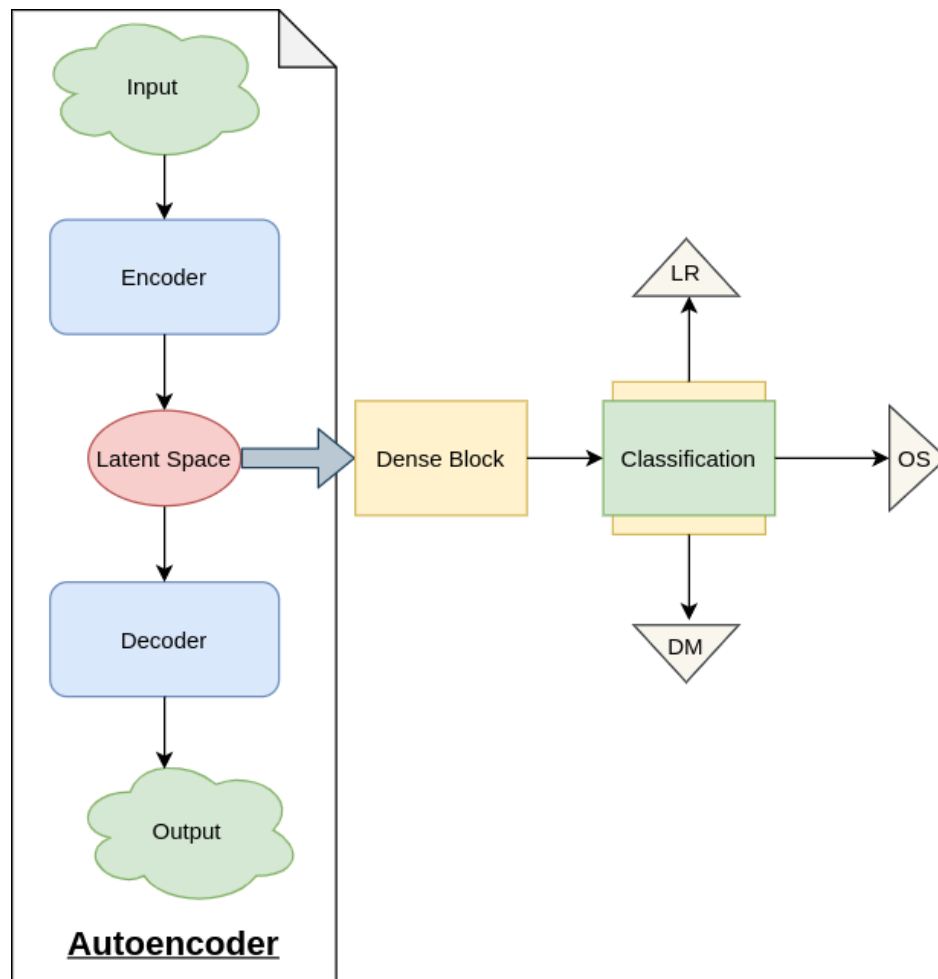 Input
Encoder
Latent Space
Decoder
Output
Autoencoder
Dense Block
Classification
LR
OS
DM